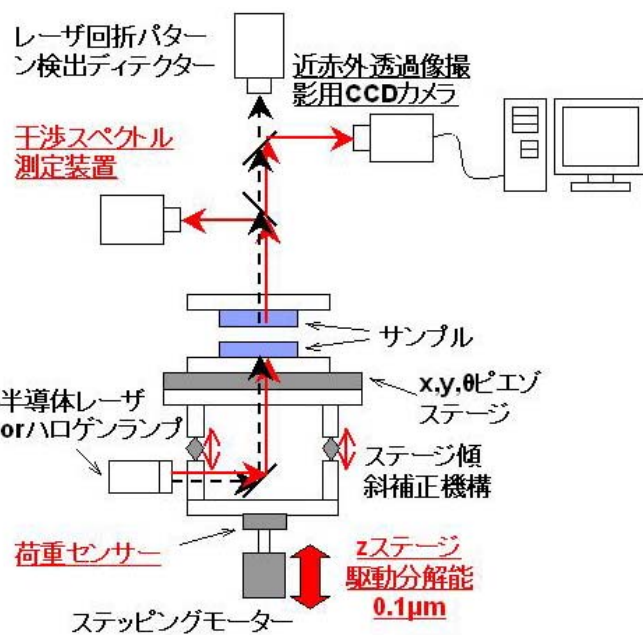 レーザ回折パター
ン検出ディテクター
近赤外透過像撮
影用CCDカメラ
干渉スペクトル
測定装置
サンプル
x,y,θピエゾ
ステージ
半導体レーザ
orハロゲンランプ
ステージ傾
斜補正機構
荷重センサー
zステージ
駆動分解能
0.1μm
ステッピングモーター